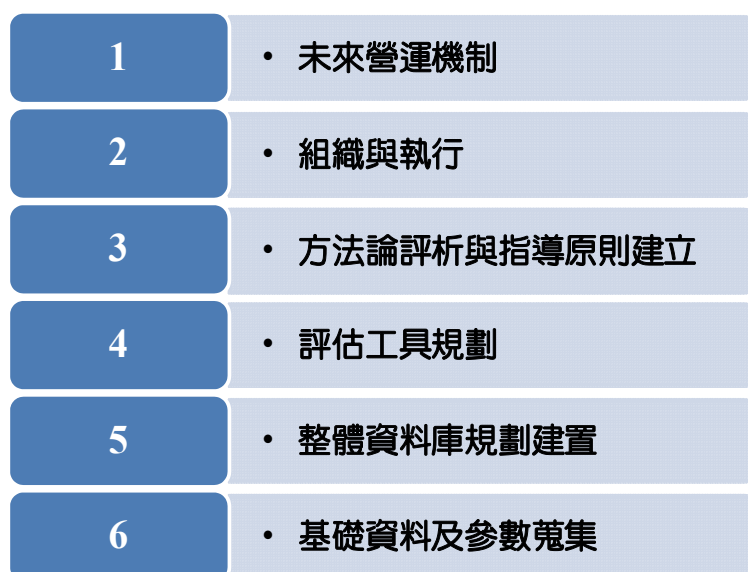 1 • 未來營運機制
2 • 組織與執行
3 • 方法論評析與指導原則建立
4 • 評估工具規劃
5 • 整體資料庫規劃建置
6 • 基礎資料及參數蒐集